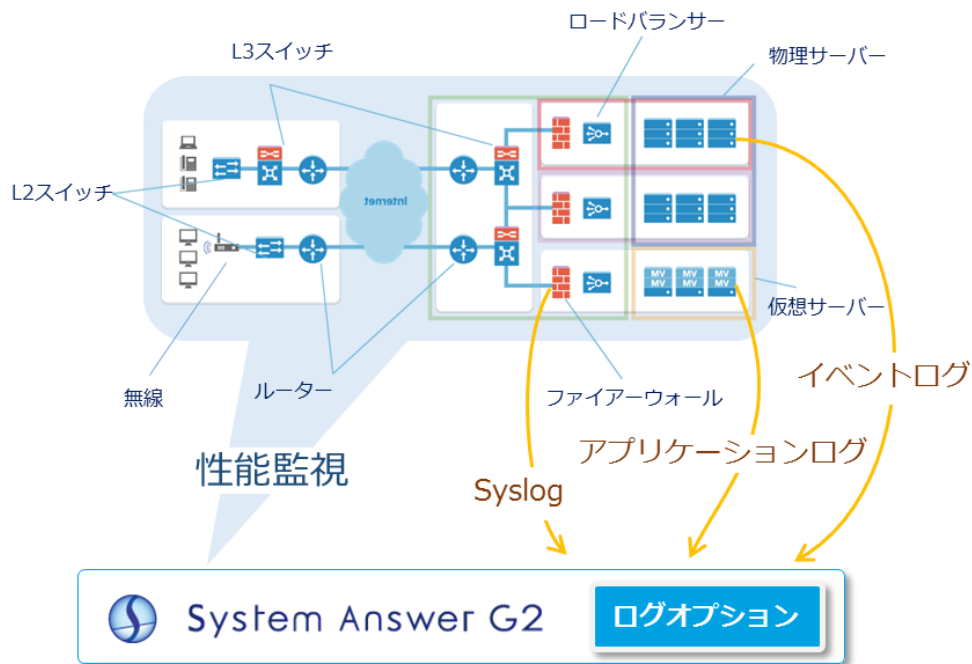 ロードバランサー
L3スイッチ
物理サーバー
L2スイッチ
Internet
MV MV MV
仮想サーバー
無線
ルーター
ファイアーウォール
イベントログ
アプリケーションログ
性能監視
Syslog
System Answer G2
ログオプション